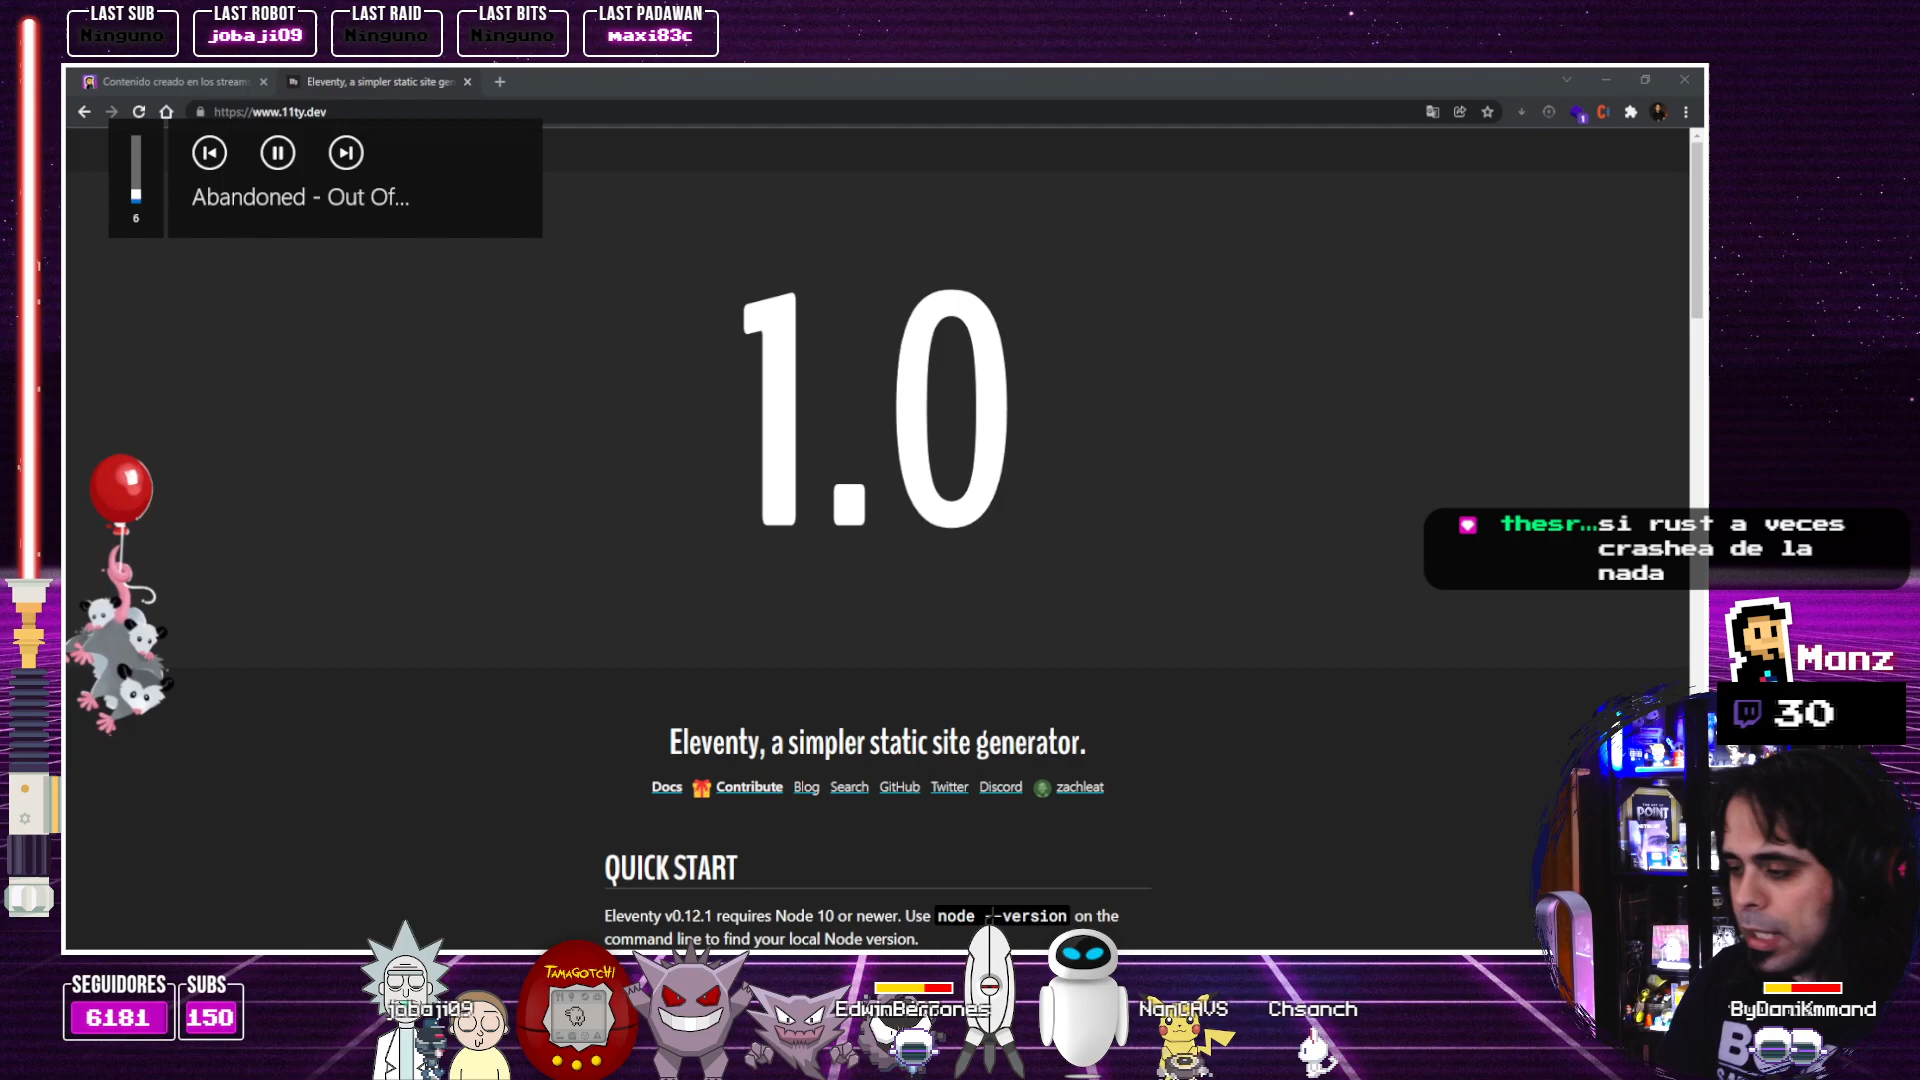 LAST SUB
Ninguno
LAST ROBOT
jobaji09
LAST RAID
Ninguno
LAST BITS
Ninguno
LAST PADAWAN
maxi83c
Contenido creado en los stream
Eleventy, a simpler static site gen
https://www.11ty.dev
Abandoned - Out Of...
6
1.0
thesr...si rust a veces
crashea de la
nada
Manz
30
Eleventy, a simpler static site generator.
Docs Contribute Blog Search GitHub Twitter Discord zachleat
QUICK START
Eleventy v0.12.1 requires Node 10 or newer. Use node --version on the
command line to find your local Node version.
SEGUIDORES
6181
SUBS
150
jobaji09
TAMAGOTCHI
NanCAVS
Chsanch
ByDaniKmmand
POINT